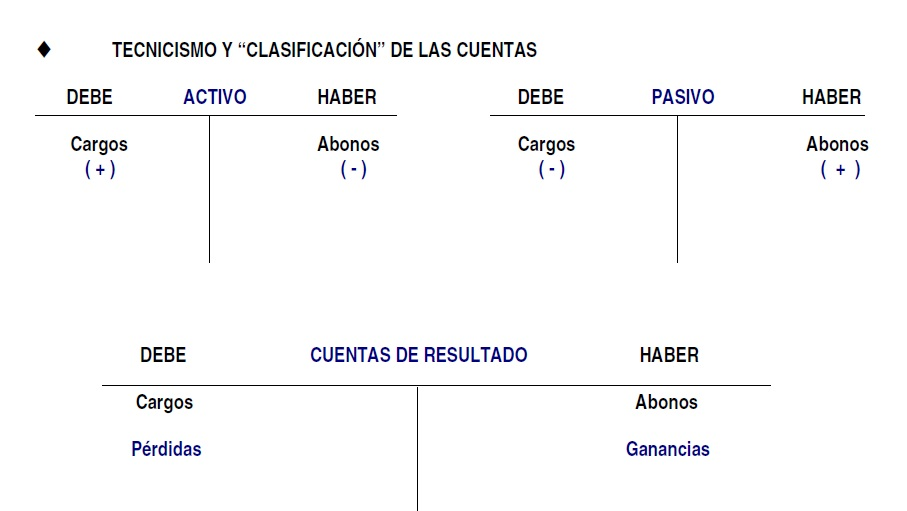 ♦ TECNICISMO Y “CLASIFICACIÓN” DE LAS CUENTAS
DEBE ACTIVO HABER
Cargos Abonos
( + ) ( - )
DEBE PASIVO HABER
Cargos Abonos
( - ) ( + )
DEBE CUENTAS DE RESULTADO HABER
Cargos Abonos
Pérdidas Ganancias